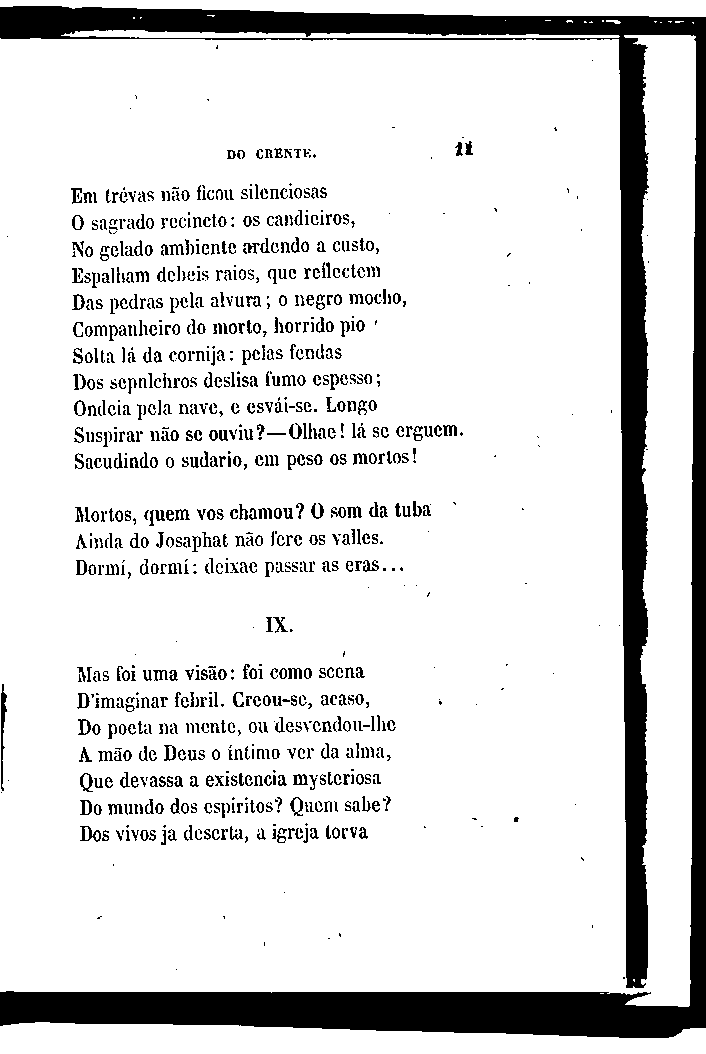 DO CRENTE. 11
Em trévas não ficou silenciosas
O sagrado recincto: os candieiros,
No gelado ambiente ardendo a custo,
Espalham debeis raios, que reflectem
Das pedras pela alvura; o negro mocho,
Companheiro do morto, horrido pio
Solta lá da cornija: pelas fendas
Dos sepulchros deslisa fumo espesso;
Ondeia pela nave, e esvái-se. Longo
Suspirar não se ouviu?—Olhae! lá se erguem.
Sacudindo o sudario, em peso os mortos!
Mortos, quem vos chamou? O som da tuba
Ainda do Josaphat não fere os valles.
Dormí, dormí: deixae passar as eras...
IX.
Mas foi uma visão: foi como scena
D'imaginar febril. Creou-se, acaso,
Do poeta na mente, ou desvendou-lhe
A mão de Deus o íntimo ver da alma,
Que devassa a existencia mysteriosa
Do mundo dos espiritos? Quem sabe?
Dos vivos ja deserta, a igreja torva